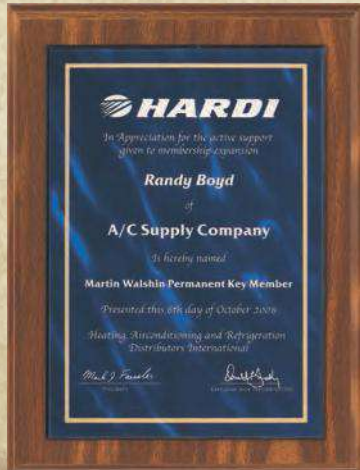 HARDI
In Appreciation for the active support
given to membership expansion
Randy Boyd
of
A/C Supply Company
Is hereby named
Martin Walshin Permanent Key Member
Presented this 6th day of October 2008
Heating, Airconditioning and Refrigeration
Distributors International